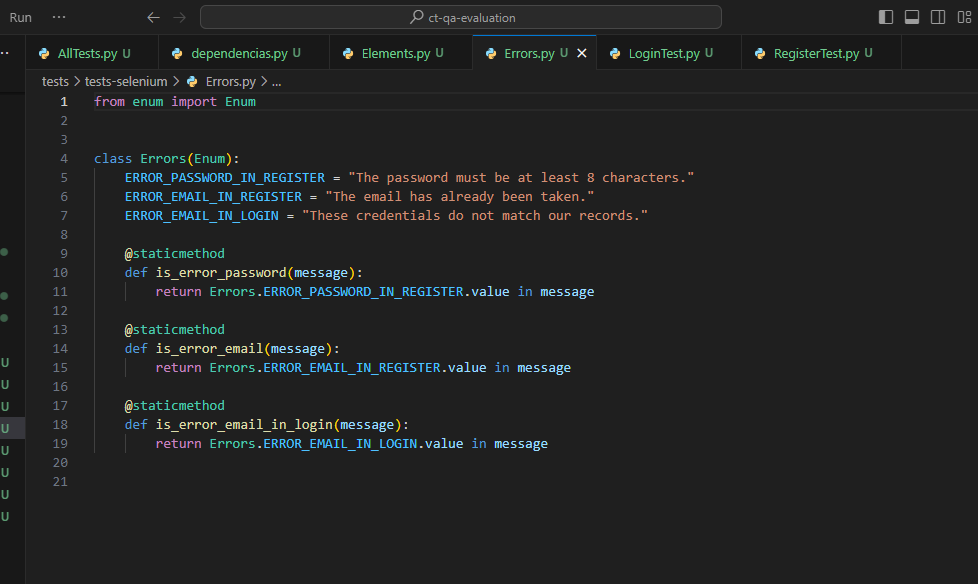 Run ··· ← → ct-qa-evaluation
AllTests.py U dependencias.py U Elements.py U Errors.py U × LoginTest.py U RegisterTest.py U
tests > tests-selenium > Errors.py > ...
1 from enum import Enum
2
3
4 class Errors(Enum):
5     ERROR_PASSWORD_IN_REGISTER = "The password must be at least 8 characters."
6     ERROR_EMAIL_IN_REGISTER = "The email has already been taken."
7     ERROR_EMAIL_IN_LOGIN = "These credentials do not match our records."
8
9     @staticmethod
10     def is_error_password(message):
11         return Errors.ERROR_PASSWORD_IN_REGISTER.value in message
12
13     @staticmethod
14     def is_error_email(message):
15         return Errors.ERROR_EMAIL_IN_REGISTER.value in message
16
17     @staticmethod
18     def is_error_email_in_login(message):
19         return Errors.ERROR_EMAIL_IN_LOGIN.value in message
20
21
U
U
U
U
U
U
U
U